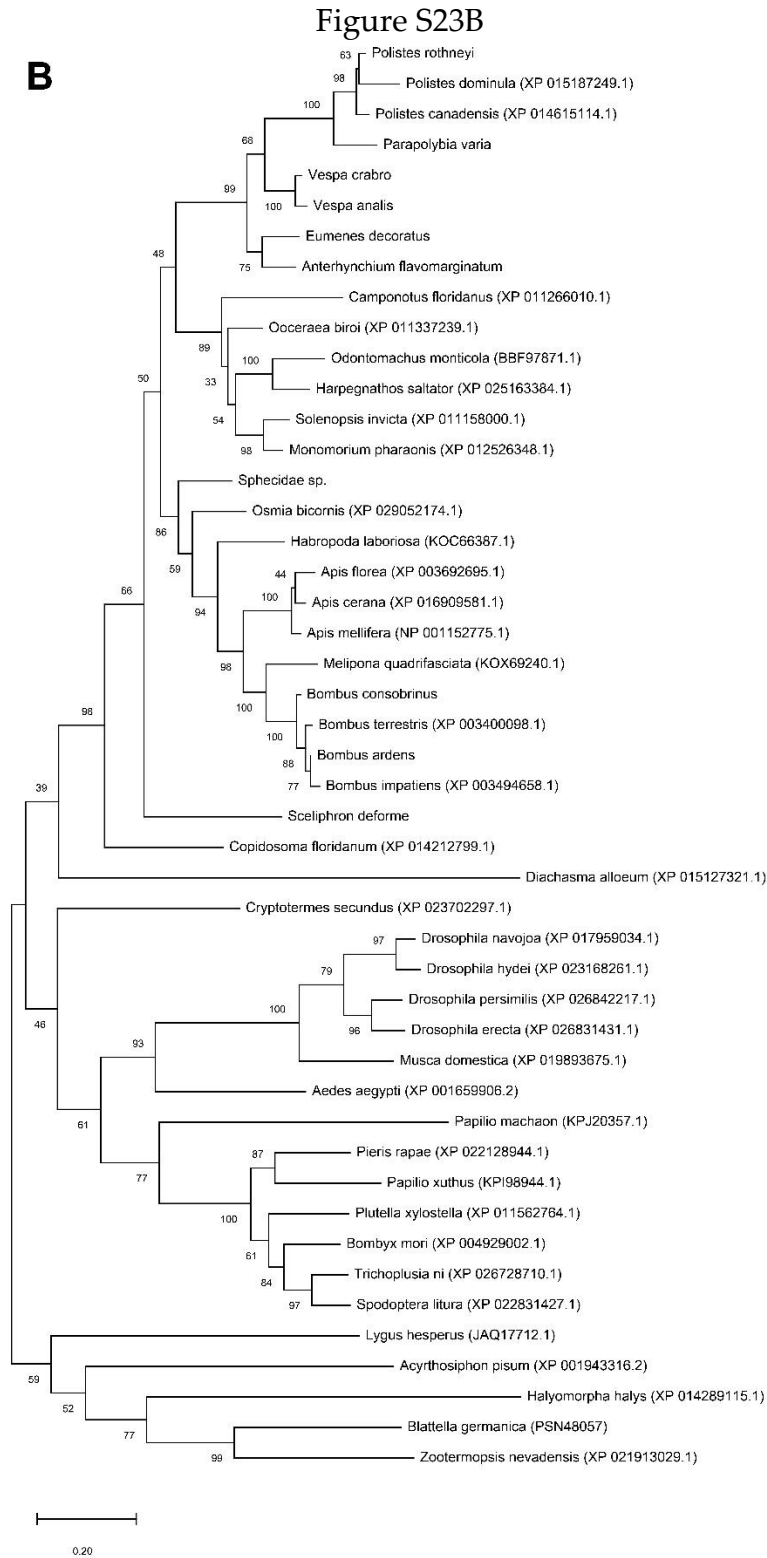 Figure S23B
B
63
Polistes rothneyi
98
Polistes dominula (XP 015187249.1)
100
Polistes canadensis (XP 014615114.1)
68
Parapolybia varia
Vespa crabro
99
100
Vespa analis
Eumenes decoratus
48
75
Anterhynchium flavomarginatum
Camponotus floridanus (XP 011266010.1)
89
Ooceraea biroi (XP 011337239.1)
100
Odontomachus monticola (BBF97871.1)
50
33
Harpegnathos saltator (XP 025163384.1)
54
Solenopsis invicta (XP 011158000.1)
98
Monomorium pharaonis (XP 012526348.1)
Sphecidae sp.
86
Osmia bicornis (XP 029052174.1)
59
Habropoda laboriosa (KOC66387.1)
44
Apis florea (XP 003692695.1)
66
94
100
Apis cerana (XP 016909581.1)
Apis mellifera (NP 001152775.1)
98
Melipona quadrifasciata (KOX69240.1)
100
Bombus consobrinus
98
100
Bombus terrestris (XP 003400098.1)
88
Bombus ardens
39
77
Bombus impatiens (XP 003494658.1)
Sceliphron deforme
Copidosoma floridanum (XP 014212799.1)
Diachasma alloeum (XP 015127321.1)
Cryptotermes secundus (XP 023702297.1)
97
Drosophila navojoa (XP 017959034.1)
79
Drosophila hydei (XP 023168261.1)
100
Drosophila persimilis (XP 026842217.1)
46
96
Drosophila erecta (XP 026831431.1)
93
Musca domestica (XP 019893675.1)
Aedes aegypti (XP 001659906.2)
61
Papilio machaon (KPJ20357.1)
87
Pieris rapae (XP 022128944.1)
77
Papilio xuthus (KPI98944.1)
100
Plutella xylostella (XP 011562764.1)
61
Bombyx mori (XP 004929002.1)
84
Trichoplusia ni (XP 026728710.1)
97
Spodoptera litura (XP 022831427.1)
Lygus hesperus (JAQ17712.1)
59
Acyrthosiphon pisum (XP 001943316.2)
52
Halyomorpha halys (XP 014289115.1)
77
Blattella germanica (PSN48057)
99
Zootermopsis nevadensis (XP 021913029.1)
0.20